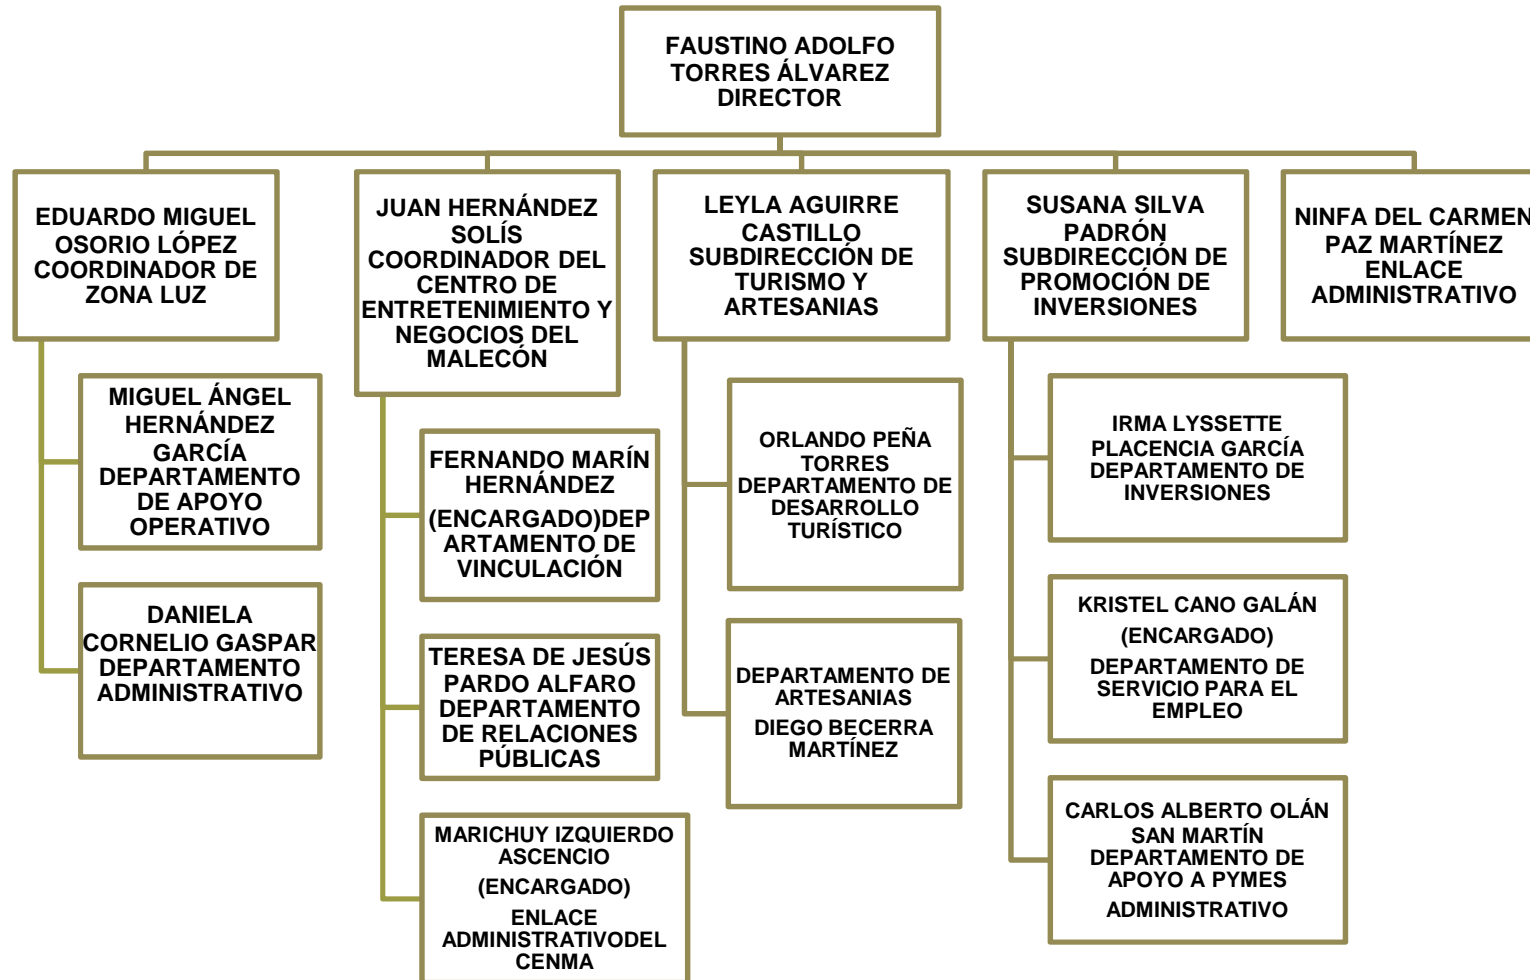 FAUSTINO ADOLFO
TORRES ÁLVAREZ
DIRECTOR
EDUARDO MIGUEL
OSORIO LÓPEZ
COORDINADOR DE
ZONA LUZ
MIGUEL ÁNGEL
HERNÁNDEZ
GARCÍA
DEPARTAMENTO
DE APOYO
OPERATIVO
DANIELA
CORNELIO GASPAR
DEPARTAMENTO
ADMINISTRATIVO
JUAN HERNÁNDEZ
SOLÍS
COORDINADOR DEL
CENTRO DE
ENTRETENIMIENTO Y
NEGOCIOS DEL
MALECÓN
FERNANDO MARÍN
HERNÁNDEZ
(ENCARGADO)DEP
ARTAMENTO DE
VINCULACIÓN
TERESA DE JESÚS
PARDO ALFARO
DEPARTAMENTO
DE RELACIONES
PÚBLICAS
MARICHUY IZQUIERDO
ASCENCIO
(ENCARGADO)
ENLACE
ADMINISTRATIVODEL
CENMA
LEYLA AGUIRRE
CASTILLO
SUBDIRECCIÓN DE
TURISMO Y
ARTESANIAS
ORLANDO PEÑA
TORRES
DEPARTAMENTO DE
DESARROLLO
TURÍSTICO
DEPARTAMENTO DE
ARTESANIAS
DIEGO BECERRA
MARTÍNEZ
SUSANA SILVA
PADRÓN
SUBDIRECCIÓN DE
PROMOCIÓN DE
INVERSIONES
IRMA LYSSETTE
PLACENCIA GARCÍA
DEPARTAMENTO DE
INVERSIONES
KRISTEL CANO GALÁN
(ENCARGADO)
DEPARTAMENTO DE
SERVICIO PARA EL
EMPLEO
CARLOS ALBERTO OLÁN
SAN MARTÍN
DEPARTAMENTO DE
APOYO A PYMES
ADMINISTRATIVO
NINFA DEL CARMEN
PAZ MARTÍNEZ
ENLACE
ADMINISTRATIVO